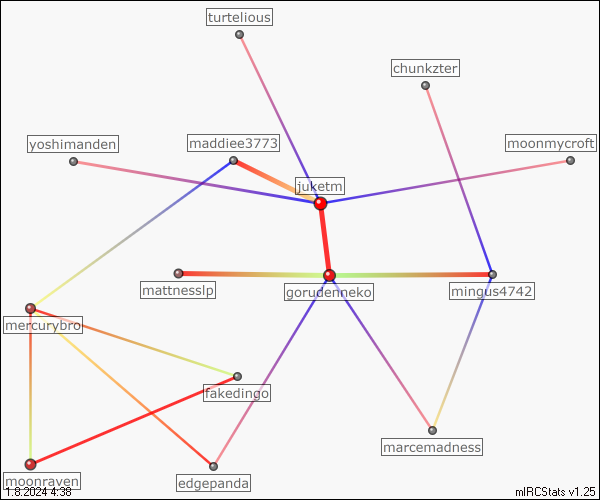 turtelious
chunkzter
yoshimanden
maddiee3773
moonmycroft
juketm
mattnesslp
gorudenneko
mingus4742
mercurybro
fakedingo
marcemadness
moonraven
edgepanda
1.8.2024 4:38
mIRCStats v1.25